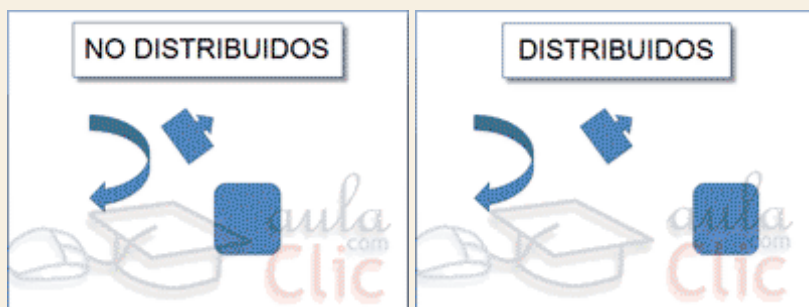 NO DISTRIBUIDOS
aula
.com
Clic
DISTRIBUIDOS
aula
.com
Clic